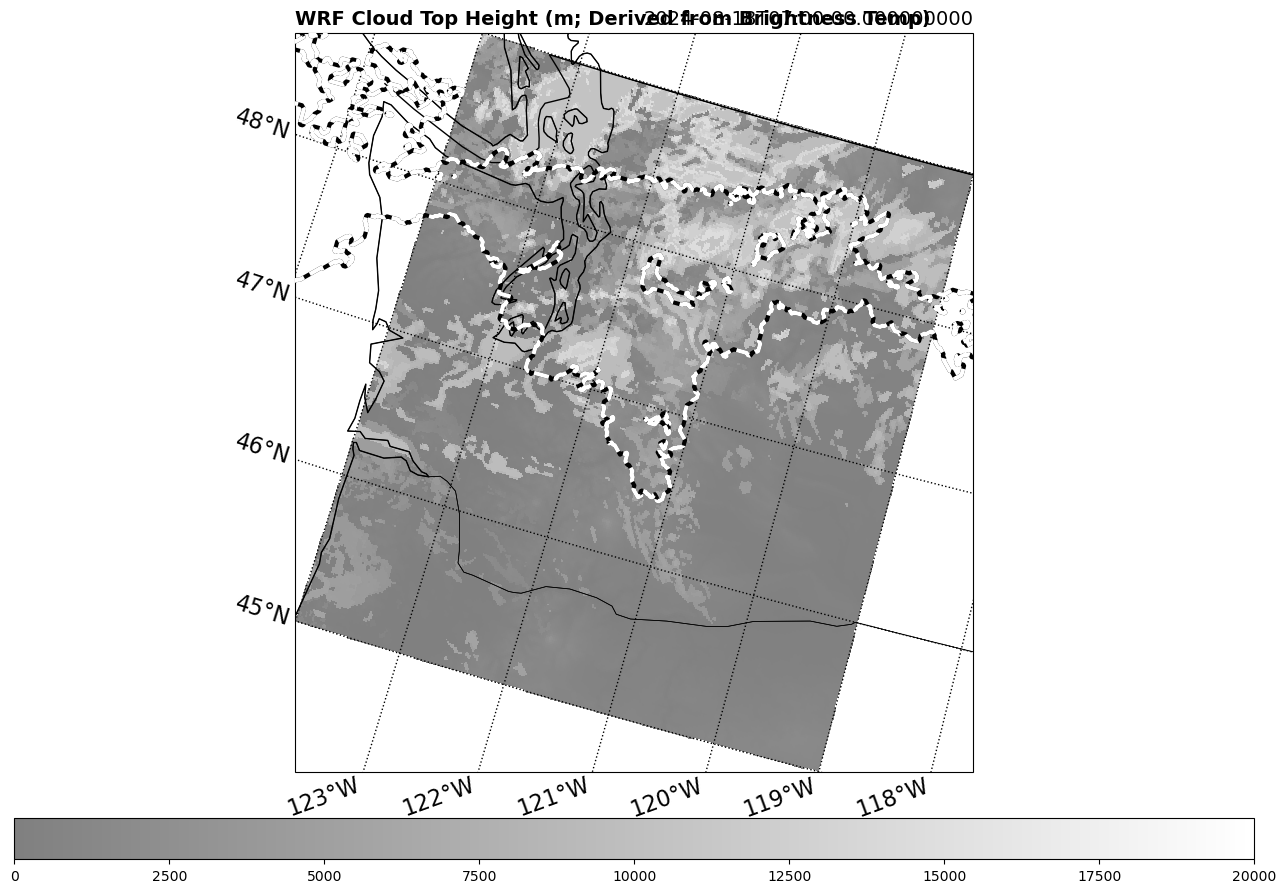 WRF Cloud Top Height (m; Derived from Brightness Temp)
48°N
47°N
46°N
45°N
123°W 122°W 121°W 120°W 119°W 118°W
0 2500 5000 7500 10000 12500 15000 17500 20000